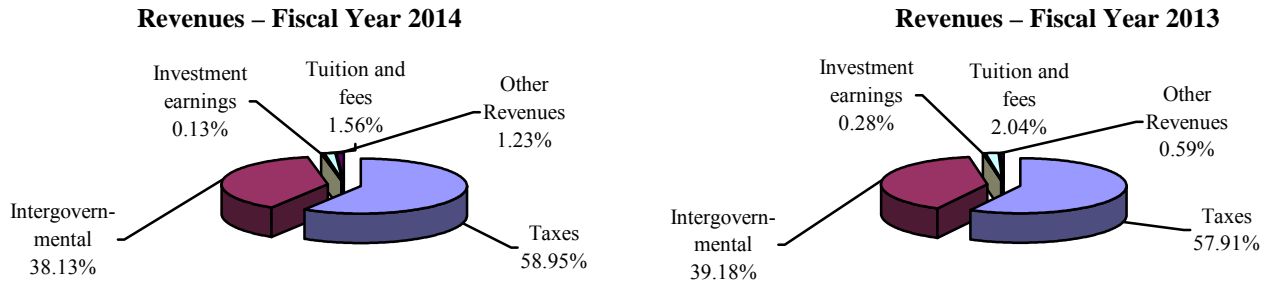 Revenues – Fiscal Year 2014
Investment
earnings
0.13%
Tuition and
fees
1.56%
Other
Revenues
1.23%
Intergovern-
mental
38.13%
Taxes
58.95%
Revenues – Fiscal Year 2013
Investment
earnings
0.28%
Tuition and
fees
2.04%
Other
Revenues
0.59%
Intergovern-
mental
39.18%
Taxes
57.91%